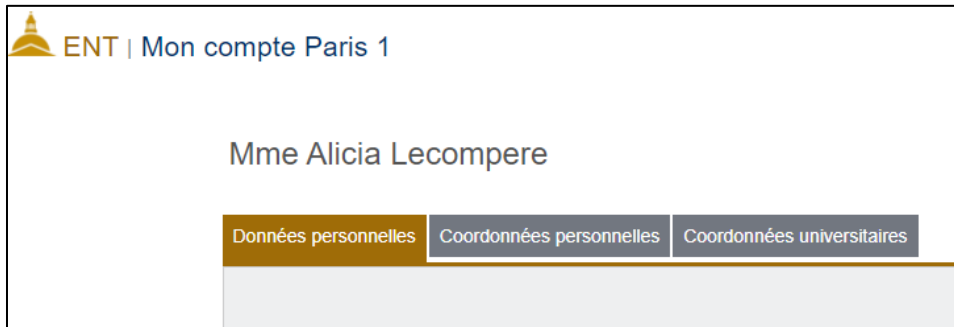 ENT | Mon compte Paris 1
Mme Alicia Lecompere
Données personnelles Coordonnées personnelles Coordonnées universitaires